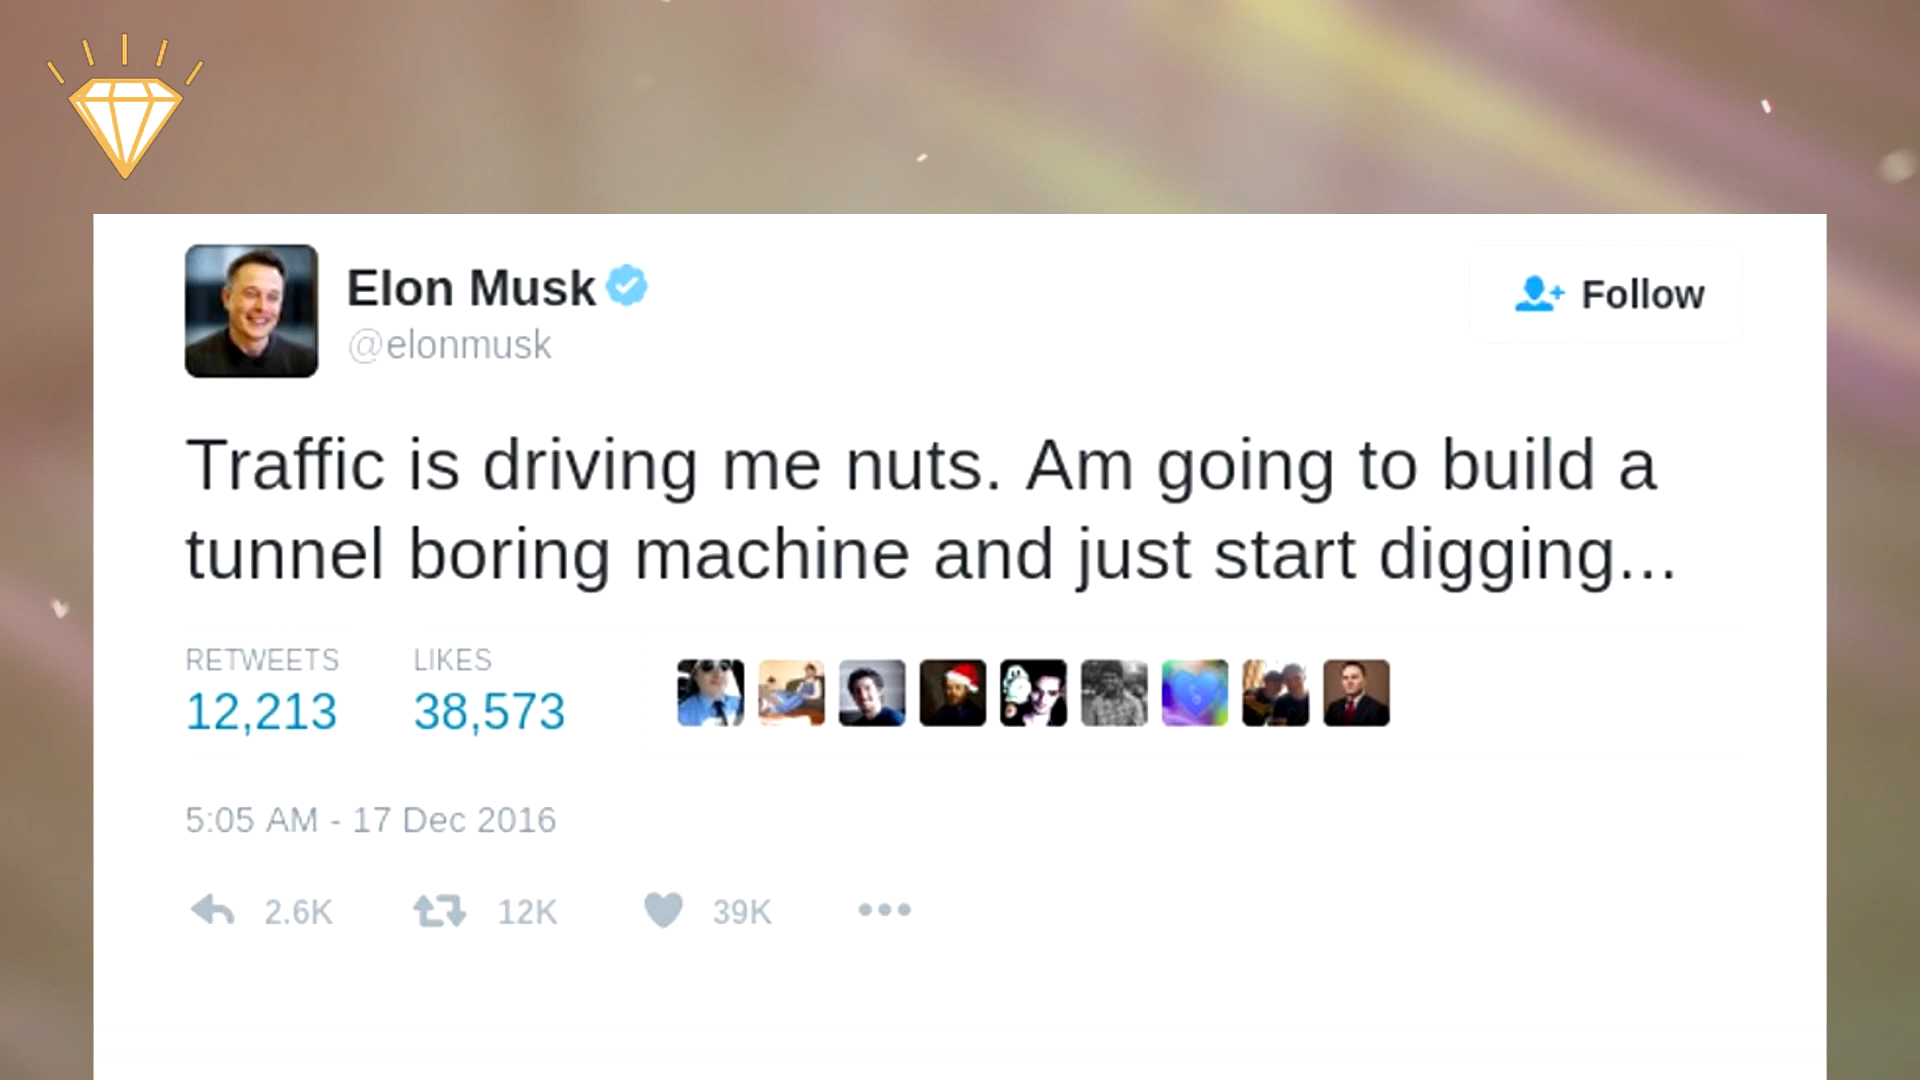 Elon Musk
@elonmusk
Follow
Traffic is driving me nuts. Am going to build a
tunnel boring machine and just start digging...
RETWEETS LIKES
12,213 38,573
5:05 AM - 17 Dec 2016
2.6K 12K 39K